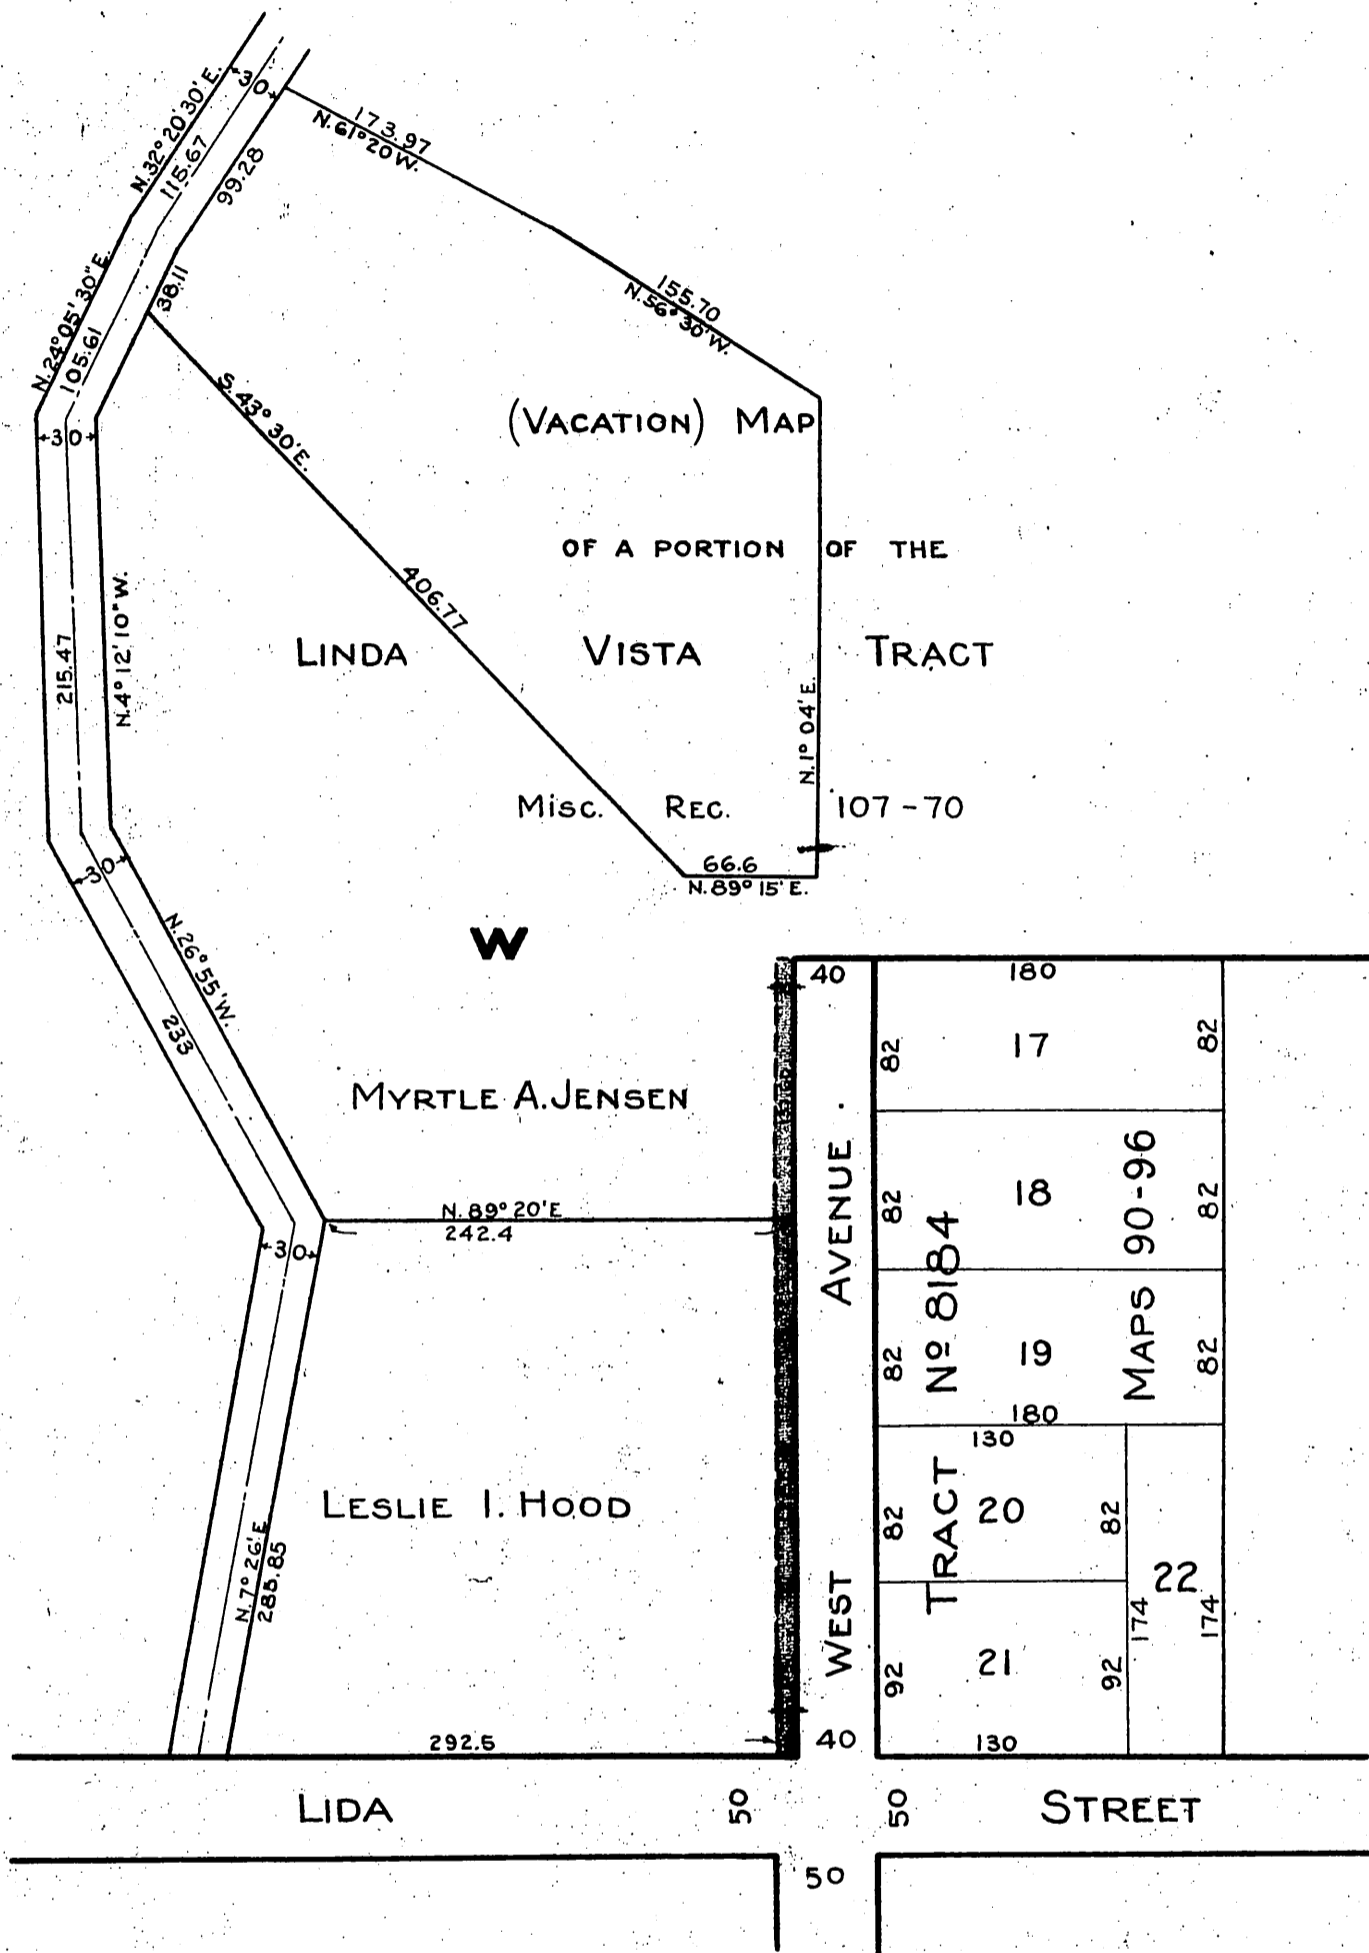 N.32° 20' 30' E.
30
115.67
99.28
173.97
N.61° 20 W.
N.24° 05' 30" E.
105.61
38.11
155.70
N.56° 30' W.
30
S.43° 30' E.
406.77
(VACATION) MAP
OF A PORTION OF THE
LINDA VISTA TRACT
215.47
N.4° 12' 10" W.
N.1° 04' E.
MISC. REC. 107-70
66.6
N.89° 15' E.
30
N.26° 55' W.
233
W
MYRTLE A. JENSEN
N. 89° 20' E
242.4
30
LESLIE I. HOOD
N.7° 26' E.
292.5
40
WEST AVENUE
40
180
82
17
82
82
18
82
82
19
82
180
TRACT Nº 8184
MAPS 90-96
130
82
20
82
22
174
174
92
21
92
130
LIDA STREET
50
50
50